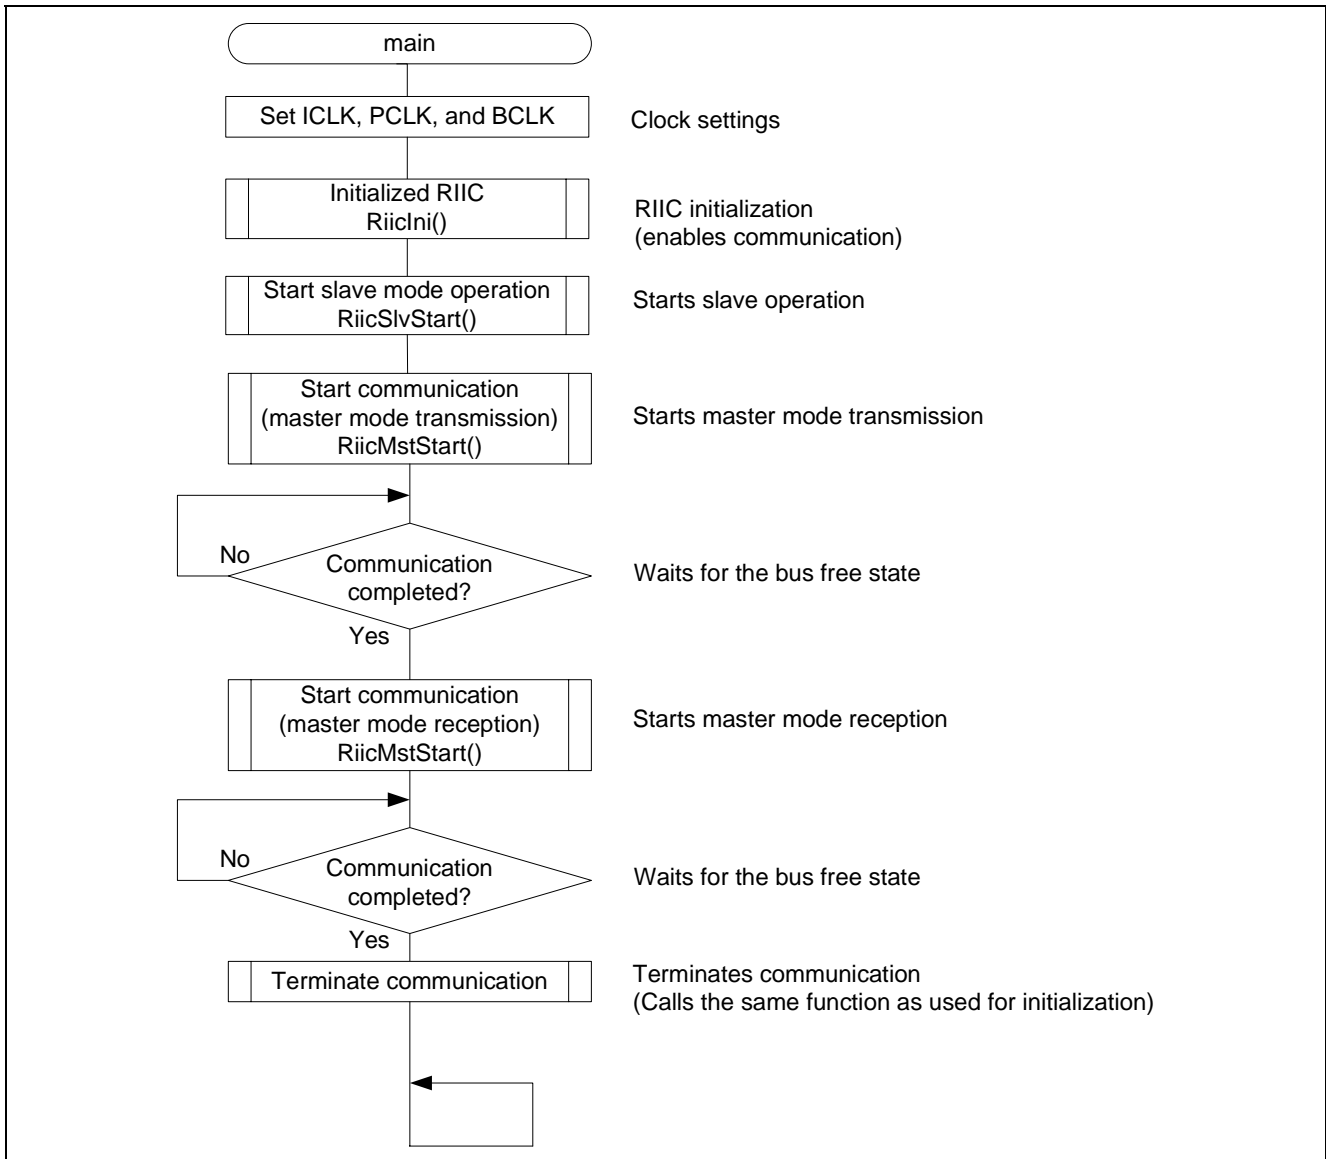 main
Set ICLK, PCLK, and BCLK
Clock settings
Initialized RIIC
RiicIni()
RIIC initialization
(enables communication)
Start slave mode operation
RiicSlvStart()
Starts slave operation
Start communication
(master mode transmission)
RiicMstStart()
Starts master mode transmission
No
Communication
completed?
Waits for the bus free state
Yes
Start communication
(master mode reception)
RiicMstStart()
Starts master mode reception
No
Communication
completed?
Waits for the bus free state
Yes
Terminate communication
Terminates communication
(Calls the same function as used for initialization)